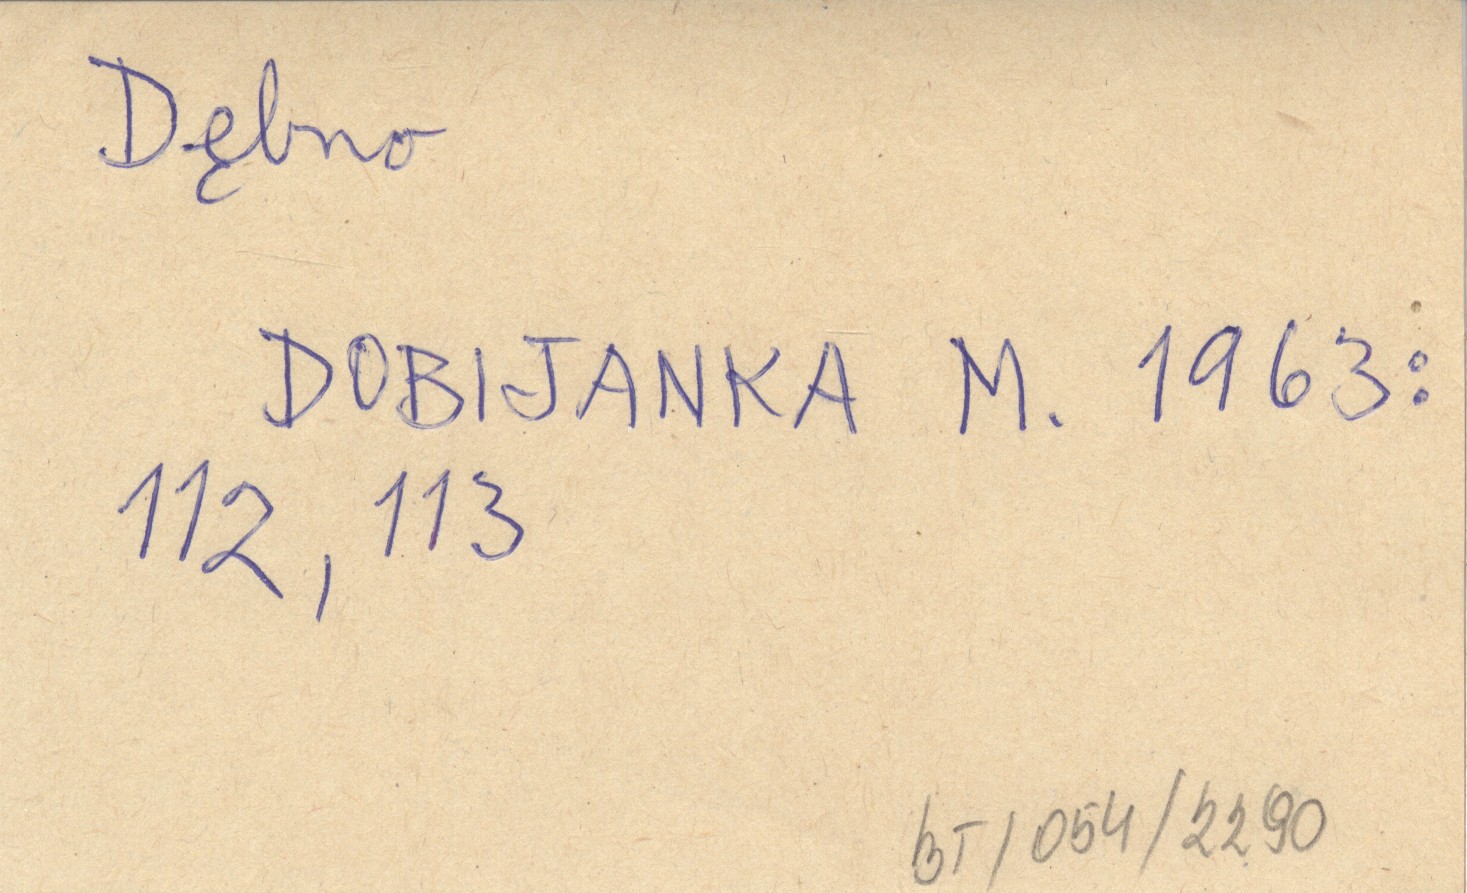 Dębno
DOBIJANKA M. 1963:
112, 113
BT/054/2290